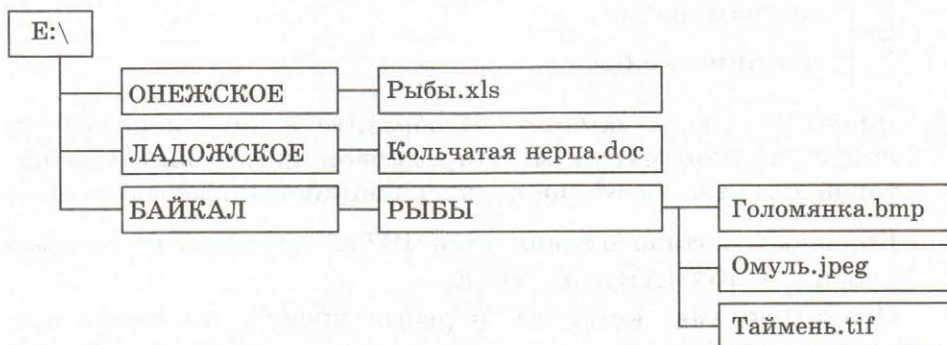 E:\
ОНЕЖСКОЕ Рыбы.xls
ЛАДОЖСКОЕ Кольчатая нерпа.doc
БАЙКАЛ РЫБЫ
Голомянка.bmp
Омуль.jpeg
Таймень.tif